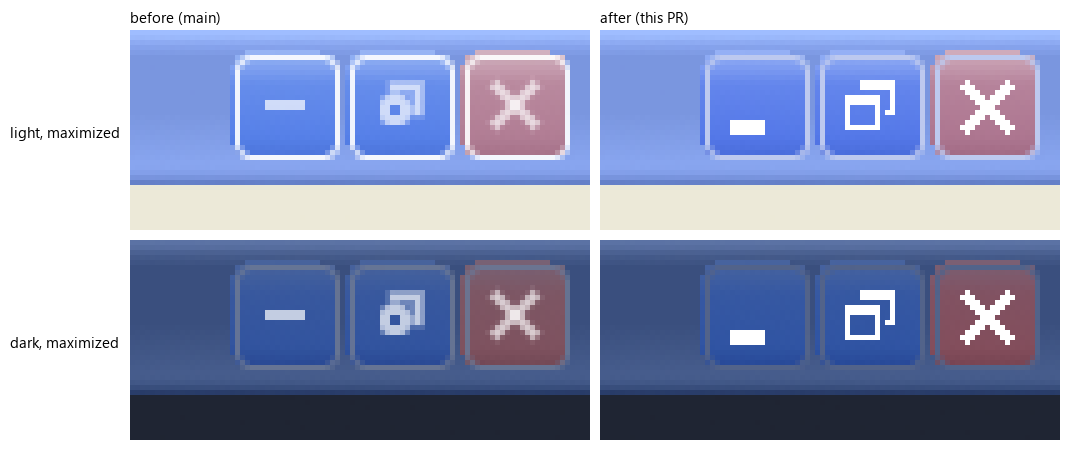 before (main)
after (this PR)
light, maximized
dark, maximized